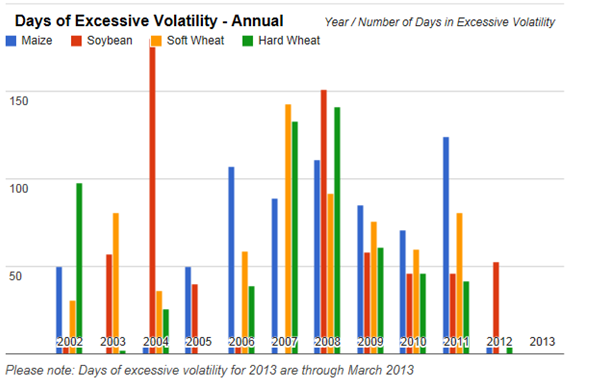 Days of Excessive Volatility - Annual
Year / Number of Days in Excessive Volatility
Maize Soybean Soft Wheat Hard Wheat
150
100
50
2002 2003 2004 2005 2006 2007 2008 2009 2010 2011 2012 2013
Please note: Days of excessive volatility for 2013 are through March 2013